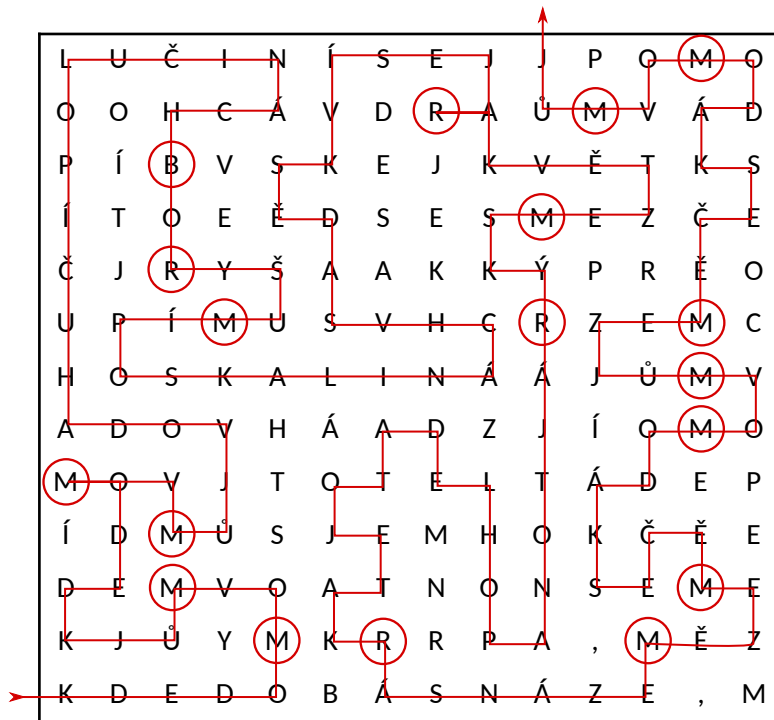 L U Č I N Í S E J J P O M O
O O H C Á V D R A Ů M V Á D
P Í B V S K E J K V Ě T K S
Í T O E Ě D S E S M E Z Č E
Č J R Y Š A A K K Ý P R Ě O
U P Í M U S V H C R Z E M C
H O S K A L I N Á Á J Ů M V
A D O V H Á A D Z J Í O M O
M O V J T O T E L T Á D E P
Í D M Ů S J E M H O K Č Ě E
D E M V O A T N O N S E M E
K J Ů Y M K R R P A , M Ě Z
K D E D O B Á S N Á Z E , M